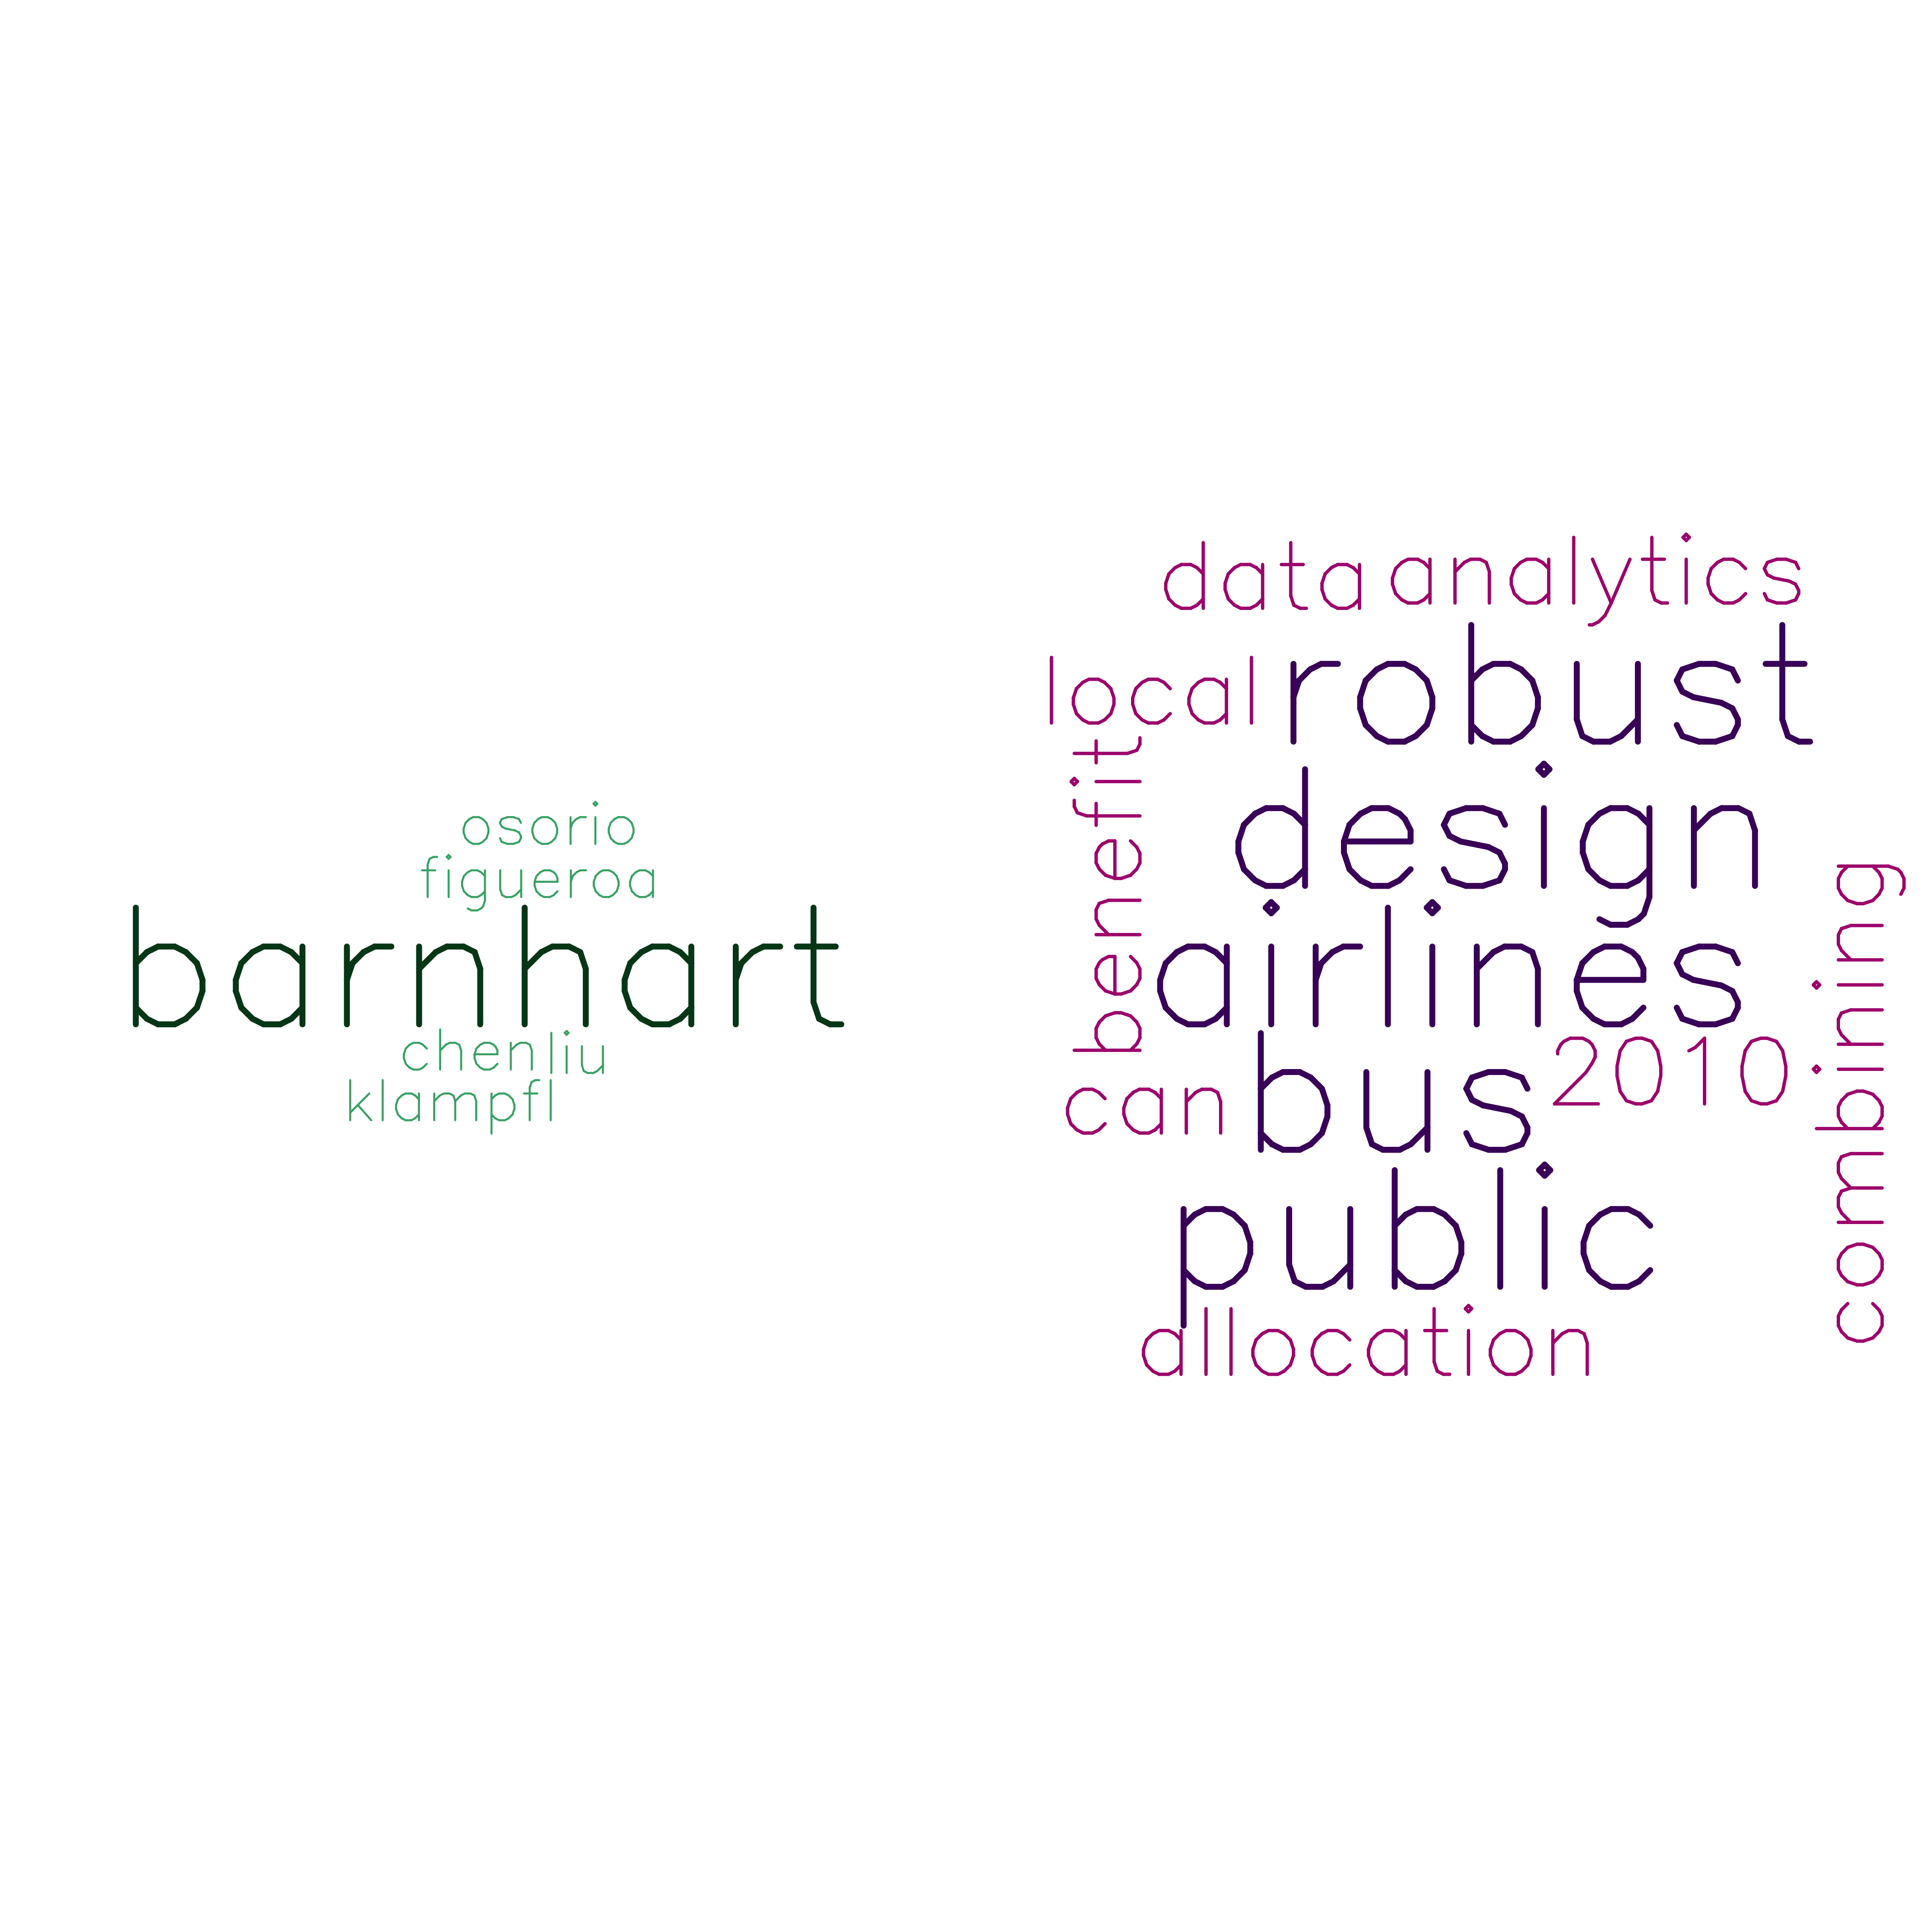 osorio
figueroa
barnhart
chen liu
klampfl
data analytics
local robust
benefit
design
airlines
can bus 2010
combining
public
allocation